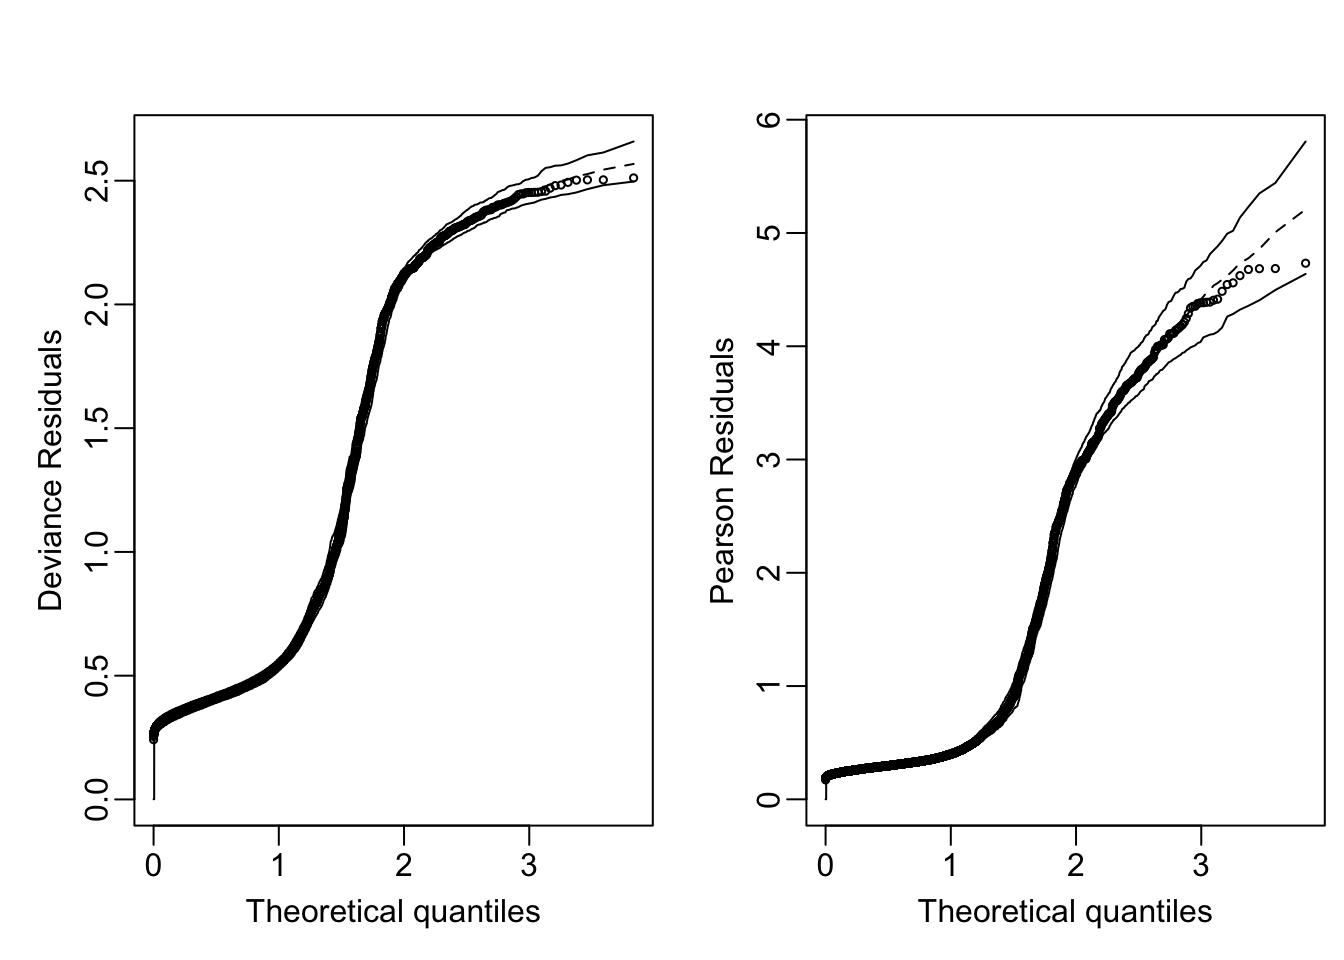 Deviance Residuals
2.5
2.0
1.5
1.0
0.5
0.0
0 1 2 3
Theoretical quantiles
Pearson Residuals
6
5
4
3
2
1
0
0 1 2 3
Theoretical quantiles